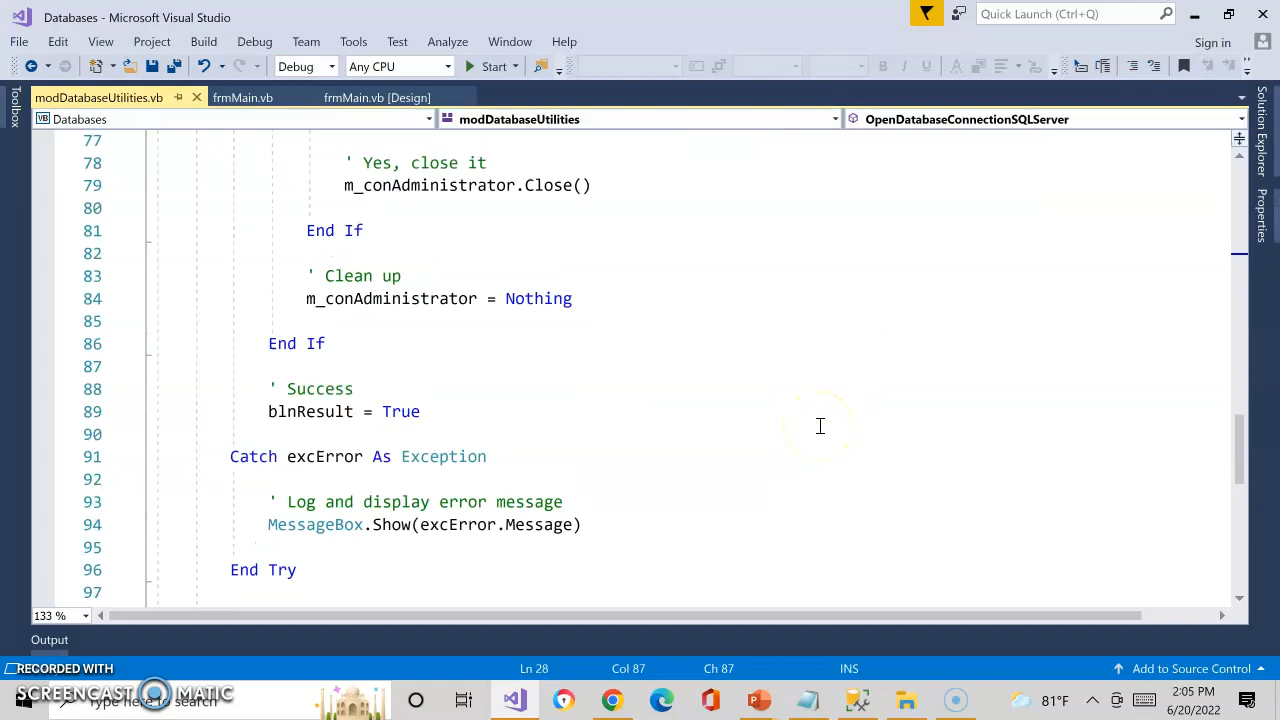 Databases - Microsoft Visual Studio
Quick Launch (Ctrl+Q)
File Edit View Project Build Debug Team Tools Test Analyze Window Help
Sign in
Debug Any CPU Start
modDatabaseUtilities.vb frmMain.vb frmMain.vb [Design]
Databases modDatabaseUtilities OpenDatabaseConnectionSQLServer
Toolbox
Solution Explorer
Properties
77
78 ' Yes, close it
79 m_conAdministrator.Close()
80
81 End If
82
83 ' Clean up
84 m_conAdministrator = Nothing
85
86 End If
87
88 ' Success
89 blnResult = True
90
91 Catch excError As Exception
92
93 ' Log and display error message
94 MessageBox.Show(excError.Message)
95
96 End Try
97
133 %
Output
RECORDED WITH
Ln 28 Col 87 Ch 87 INS Add to Source Control
SCREENCAST MATIC
Type here to search
81°F
2:05 PM
6/20/2022